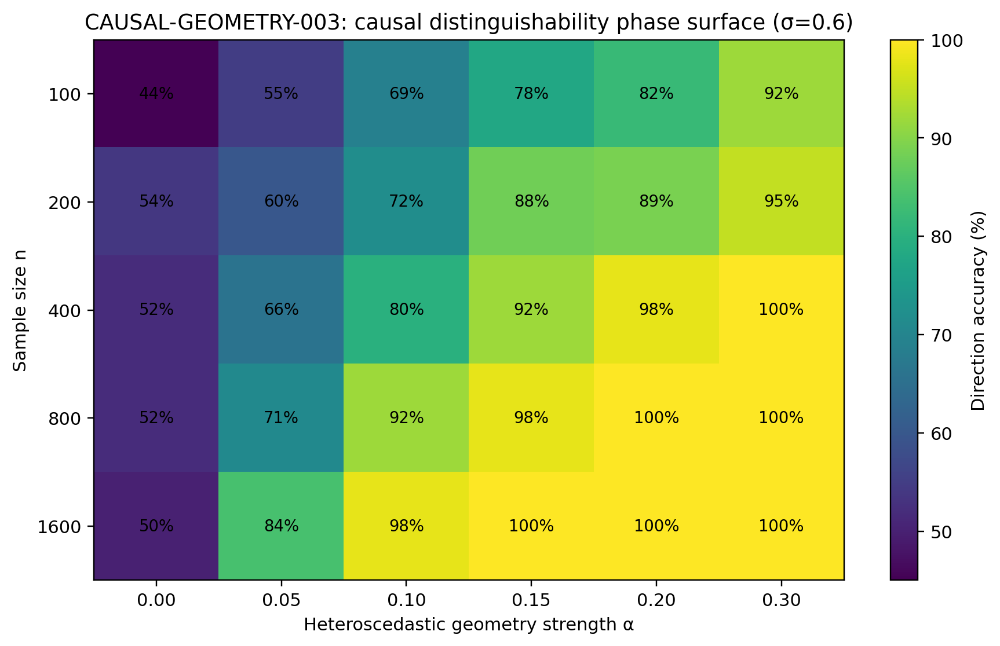 CAUSAL-GEOMETRY-003: causal distinguishability phase surface (σ=0.6)
Sample size n
100 44% 55% 69% 78% 82% 92%
200 54% 60% 72% 88% 89% 95%
400 52% 66% 80% 92% 98% 100%
800 52% 71% 92% 98% 100% 100%
1600 50% 84% 98% 100% 100% 100%
0.00 0.05 0.10 0.15 0.20 0.30
Heteroscedastic geometry strength α
100
90
80
70
60
50
Direction accuracy (%)